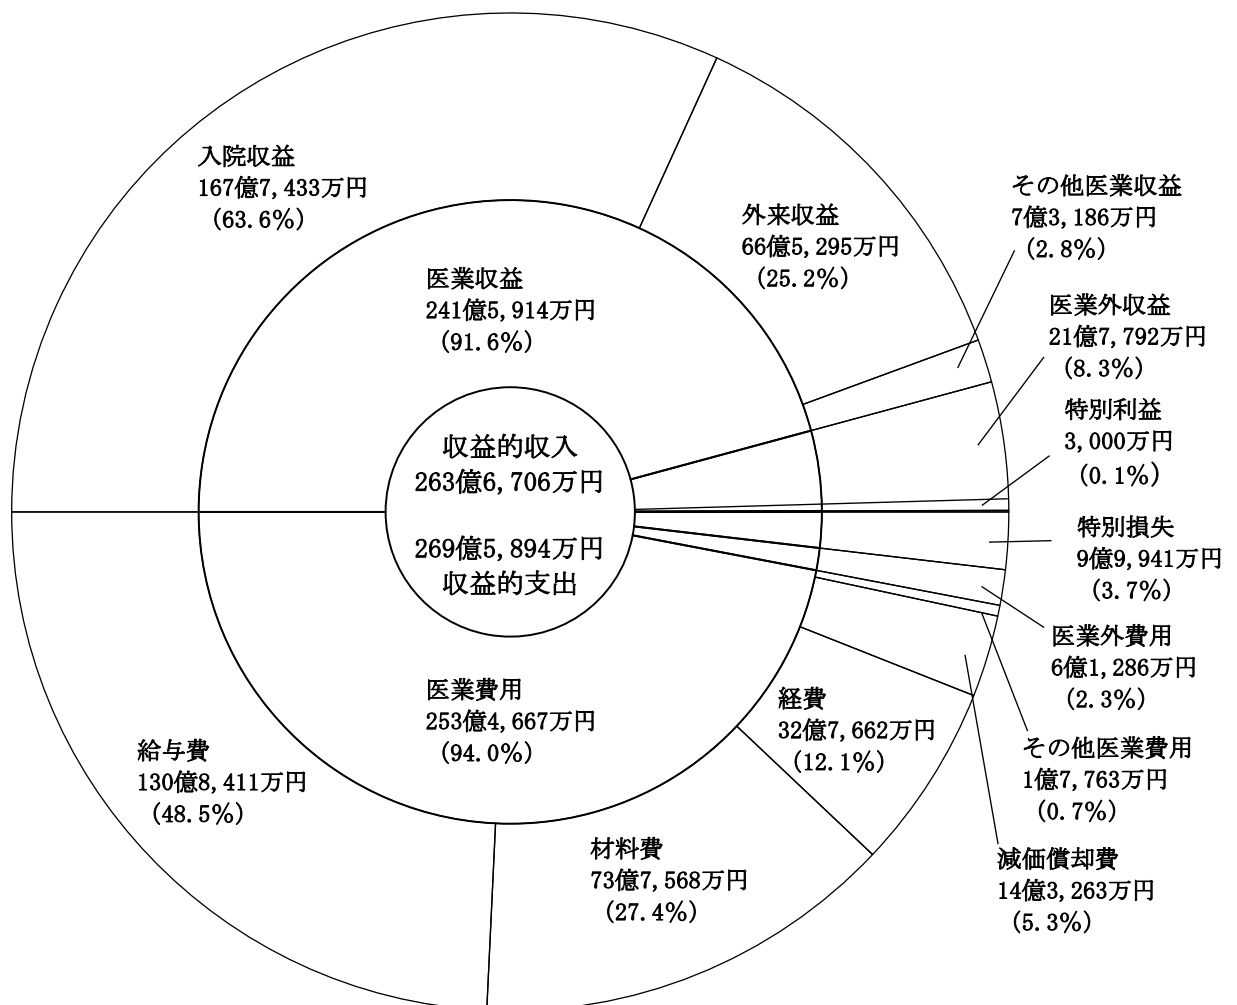 入院収益
167億7,433万円
(63.6%)
外来収益
66億5,295万円
(25.2%)
その他医業収益
7億3,186万円
(2.8%)
医業収益
241億5,914万円
(91.6%)
医業外収益
21億7,792万円
(8.3%)
特別利益
3,000万円
(0.1%)
収益的収入
263億6,706万円
269億5,894万円
収益的支出
特別損失
9億9,941万円
(3.7%)
医業外費用
6億1,286万円
(2.3%)
医業費用
253億4,667万円
(94.0%)
経費
32億7,662万円
(12.1%)
その他医業費用
1億7,763万円
(0.7%)
給与費
130億8,411万円
(48.5%)
材料費
73億7,568万円
(27.4%)
減価償却費
14億3,263万円
(5.3%)